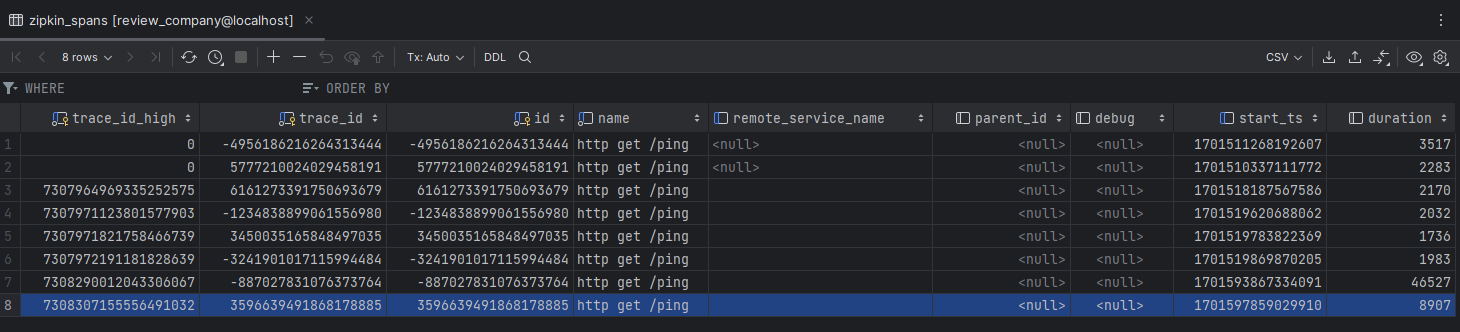 zipkin_spans [review_company@localhost]
8 rows Tx: Auto DDL CSV
WHERE ORDER BY
trace_id_high trace_id id name remote_service_name parent_id debug start_ts duration
1 0 -4956186216264313444 -4956186216264313444 http get /ping <null> <null> <null> 1701511268192607 3517
2 0 5777210024029458191 5777210024029458191 http get /ping <null> <null> <null> 1701510337111772 2283
3 7307964969335252575 6161273391750693679 6161273391750693679 http get /ping <null> <null> 1701518187567586 2170
4 7307971123801577903 -1234838899061556980 -1234838899061556980 http get /ping <null> <null> 1701519620688062 2032
5 7307971821758466739 3450035165848497035 3450035165848497035 http get /ping <null> <null> 1701519783822369 1736
6 7307972191181828639 -3241901017115994484 -3241901017115994484 http get /ping <null> <null> 1701519869870205 1983
7 7308290012043306067 -887027831076373764 -887027831076373764 http get /ping <null> <null> 1701593867334091 46527
8 7308307155556491032 3596639491868178885 3596639491868178885 http get /ping <null> <null> 1701597859029910 8907